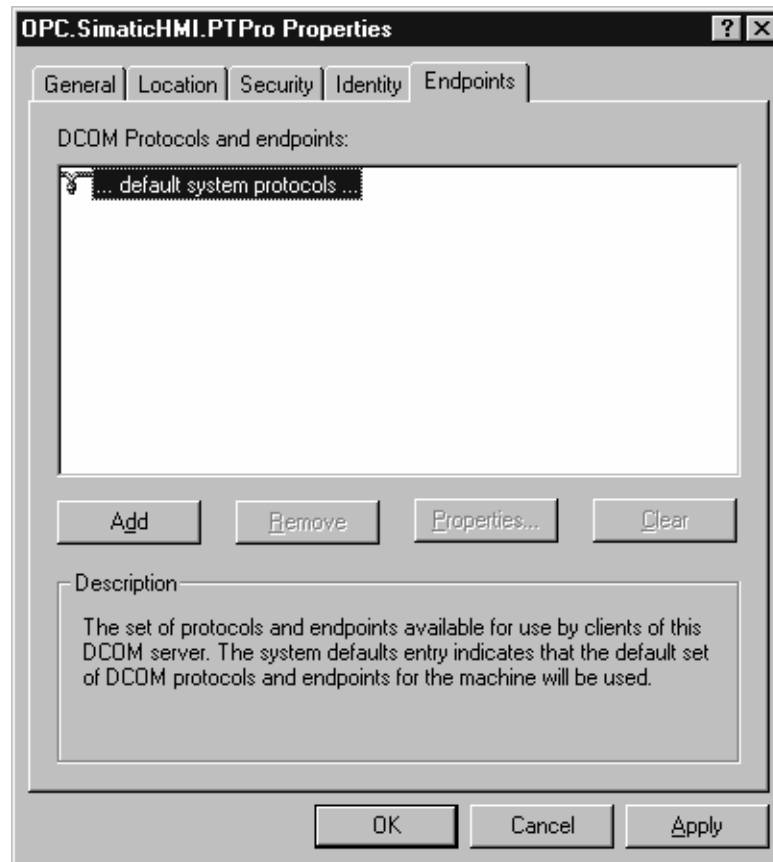 OPC.SimaticHMI.PTPro Properties
General Location Security Identity Endpoints
DCOM Protocols and endpoints:
... default system protocols ...
Add Remove Properties... Clear
Description
The set of protocols and endpoints available for use by clients of this
DCOM server. The system defaults entry indicates that the default set
of DCOM protocols and endpoints for the machine will be used.
OK Cancel Apply